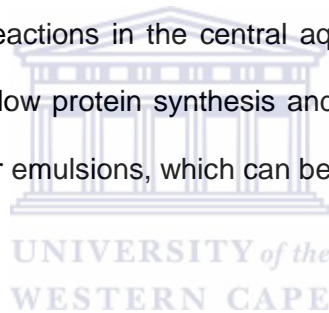 eactions in the central aq
low protein synthesis and
r emulsions, which can be
UNIVERSITY of the
WESTERN CAPE